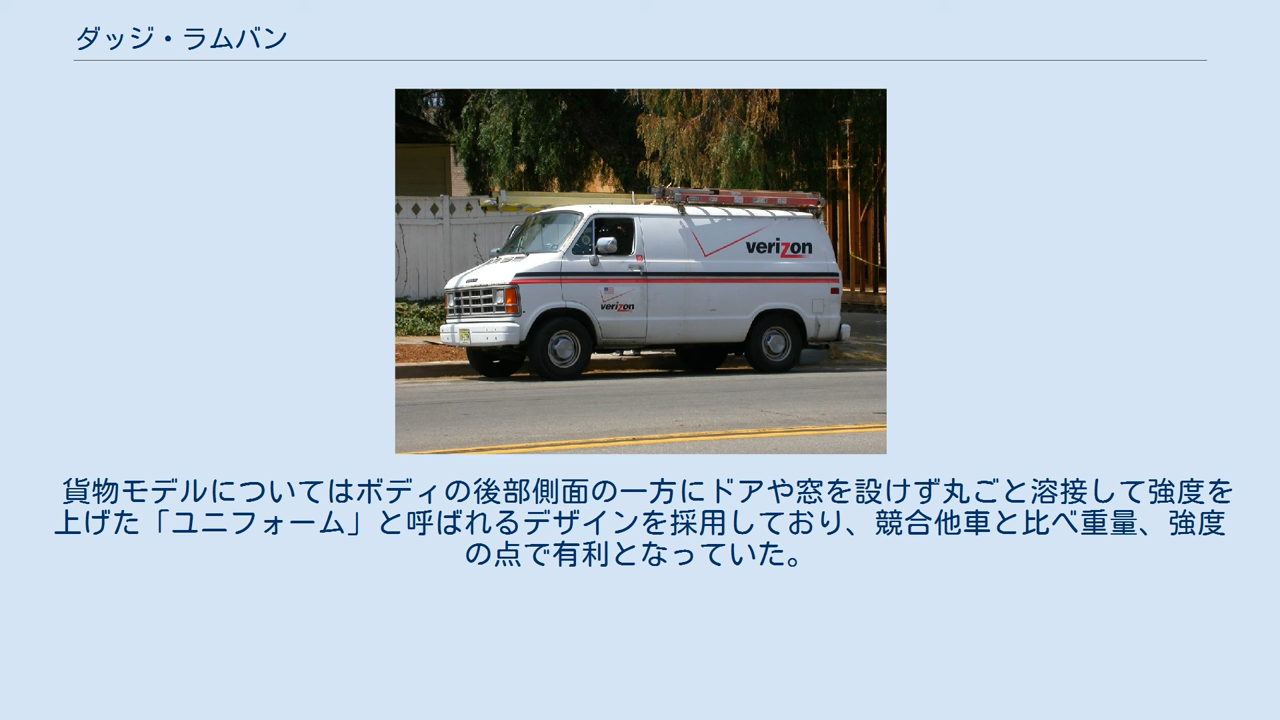 ダッジ・ラムバン
verizon
verizon
貨物モデルについてはボディの後部側面の一方にドアや窓を設けず丸ごと溶接して強度を
上げた「ユニフォーム」と呼ばれるデザインを採用しており、競合他車と比べ重量、強度
の点で有利となっていた。